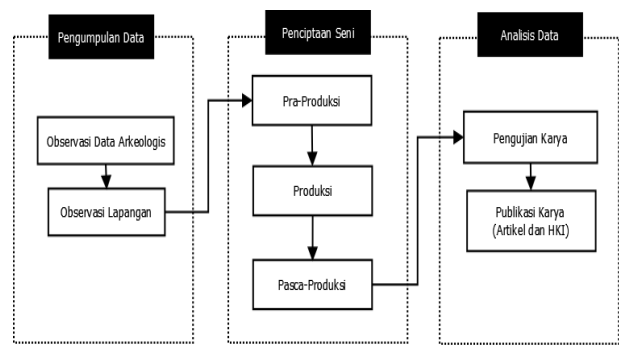 Pengumpulan Data
Observasi Data Arkeologis
Observasi Lapangan
Penciptaan Seni
Pra-Produksi
Produksi
Pasca-Produksi
Analisis Data
Pengujian Karya
Publikasi Karya
(Artikel dan HKI)